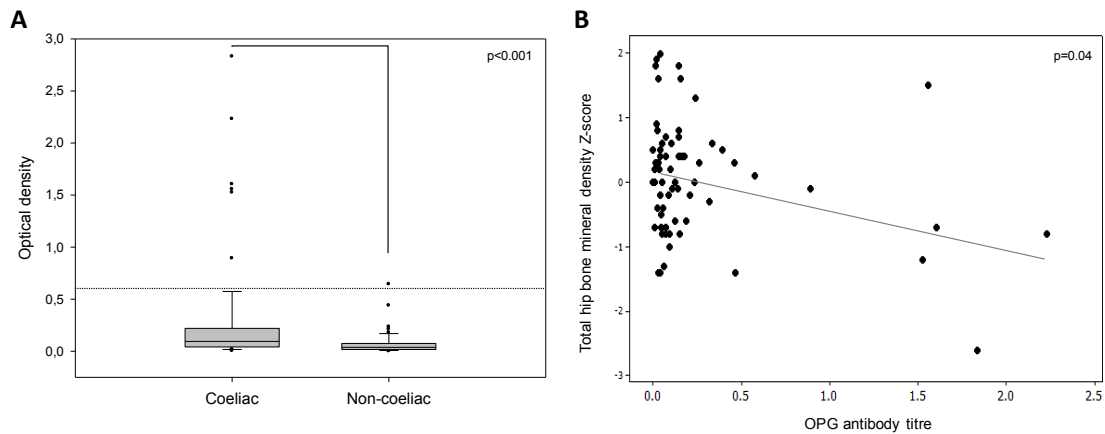 A
3,0
2,5
2,0
1,5
1,0
0,5
0,0
Optical density
p<0.001
Coeliac
Non-coeliac
B
2
1
0
-1
-2
-3
Total hip bone mineral density Z-score
p=0.04
0.0
0.5
1.0
1.5
2.0
2.5
OPG antibody titre